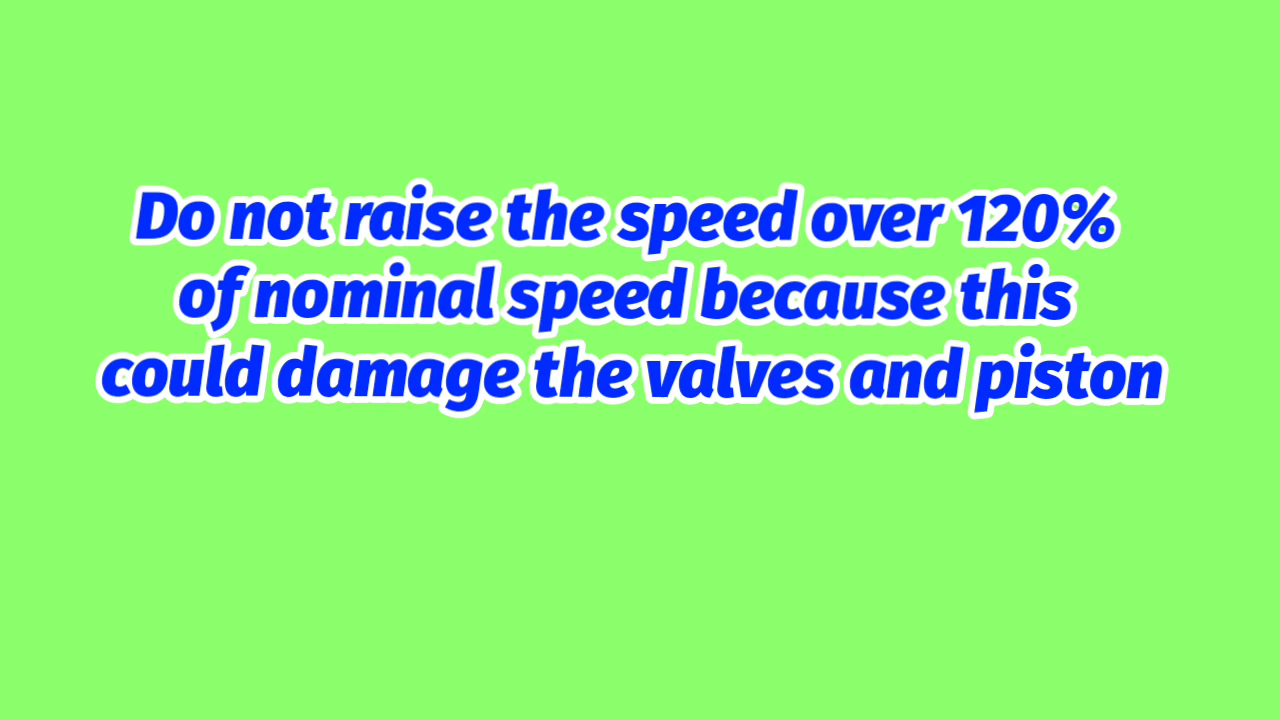 Do not raise the speed over 120%
of nominal speed because this
could damage the valves and piston